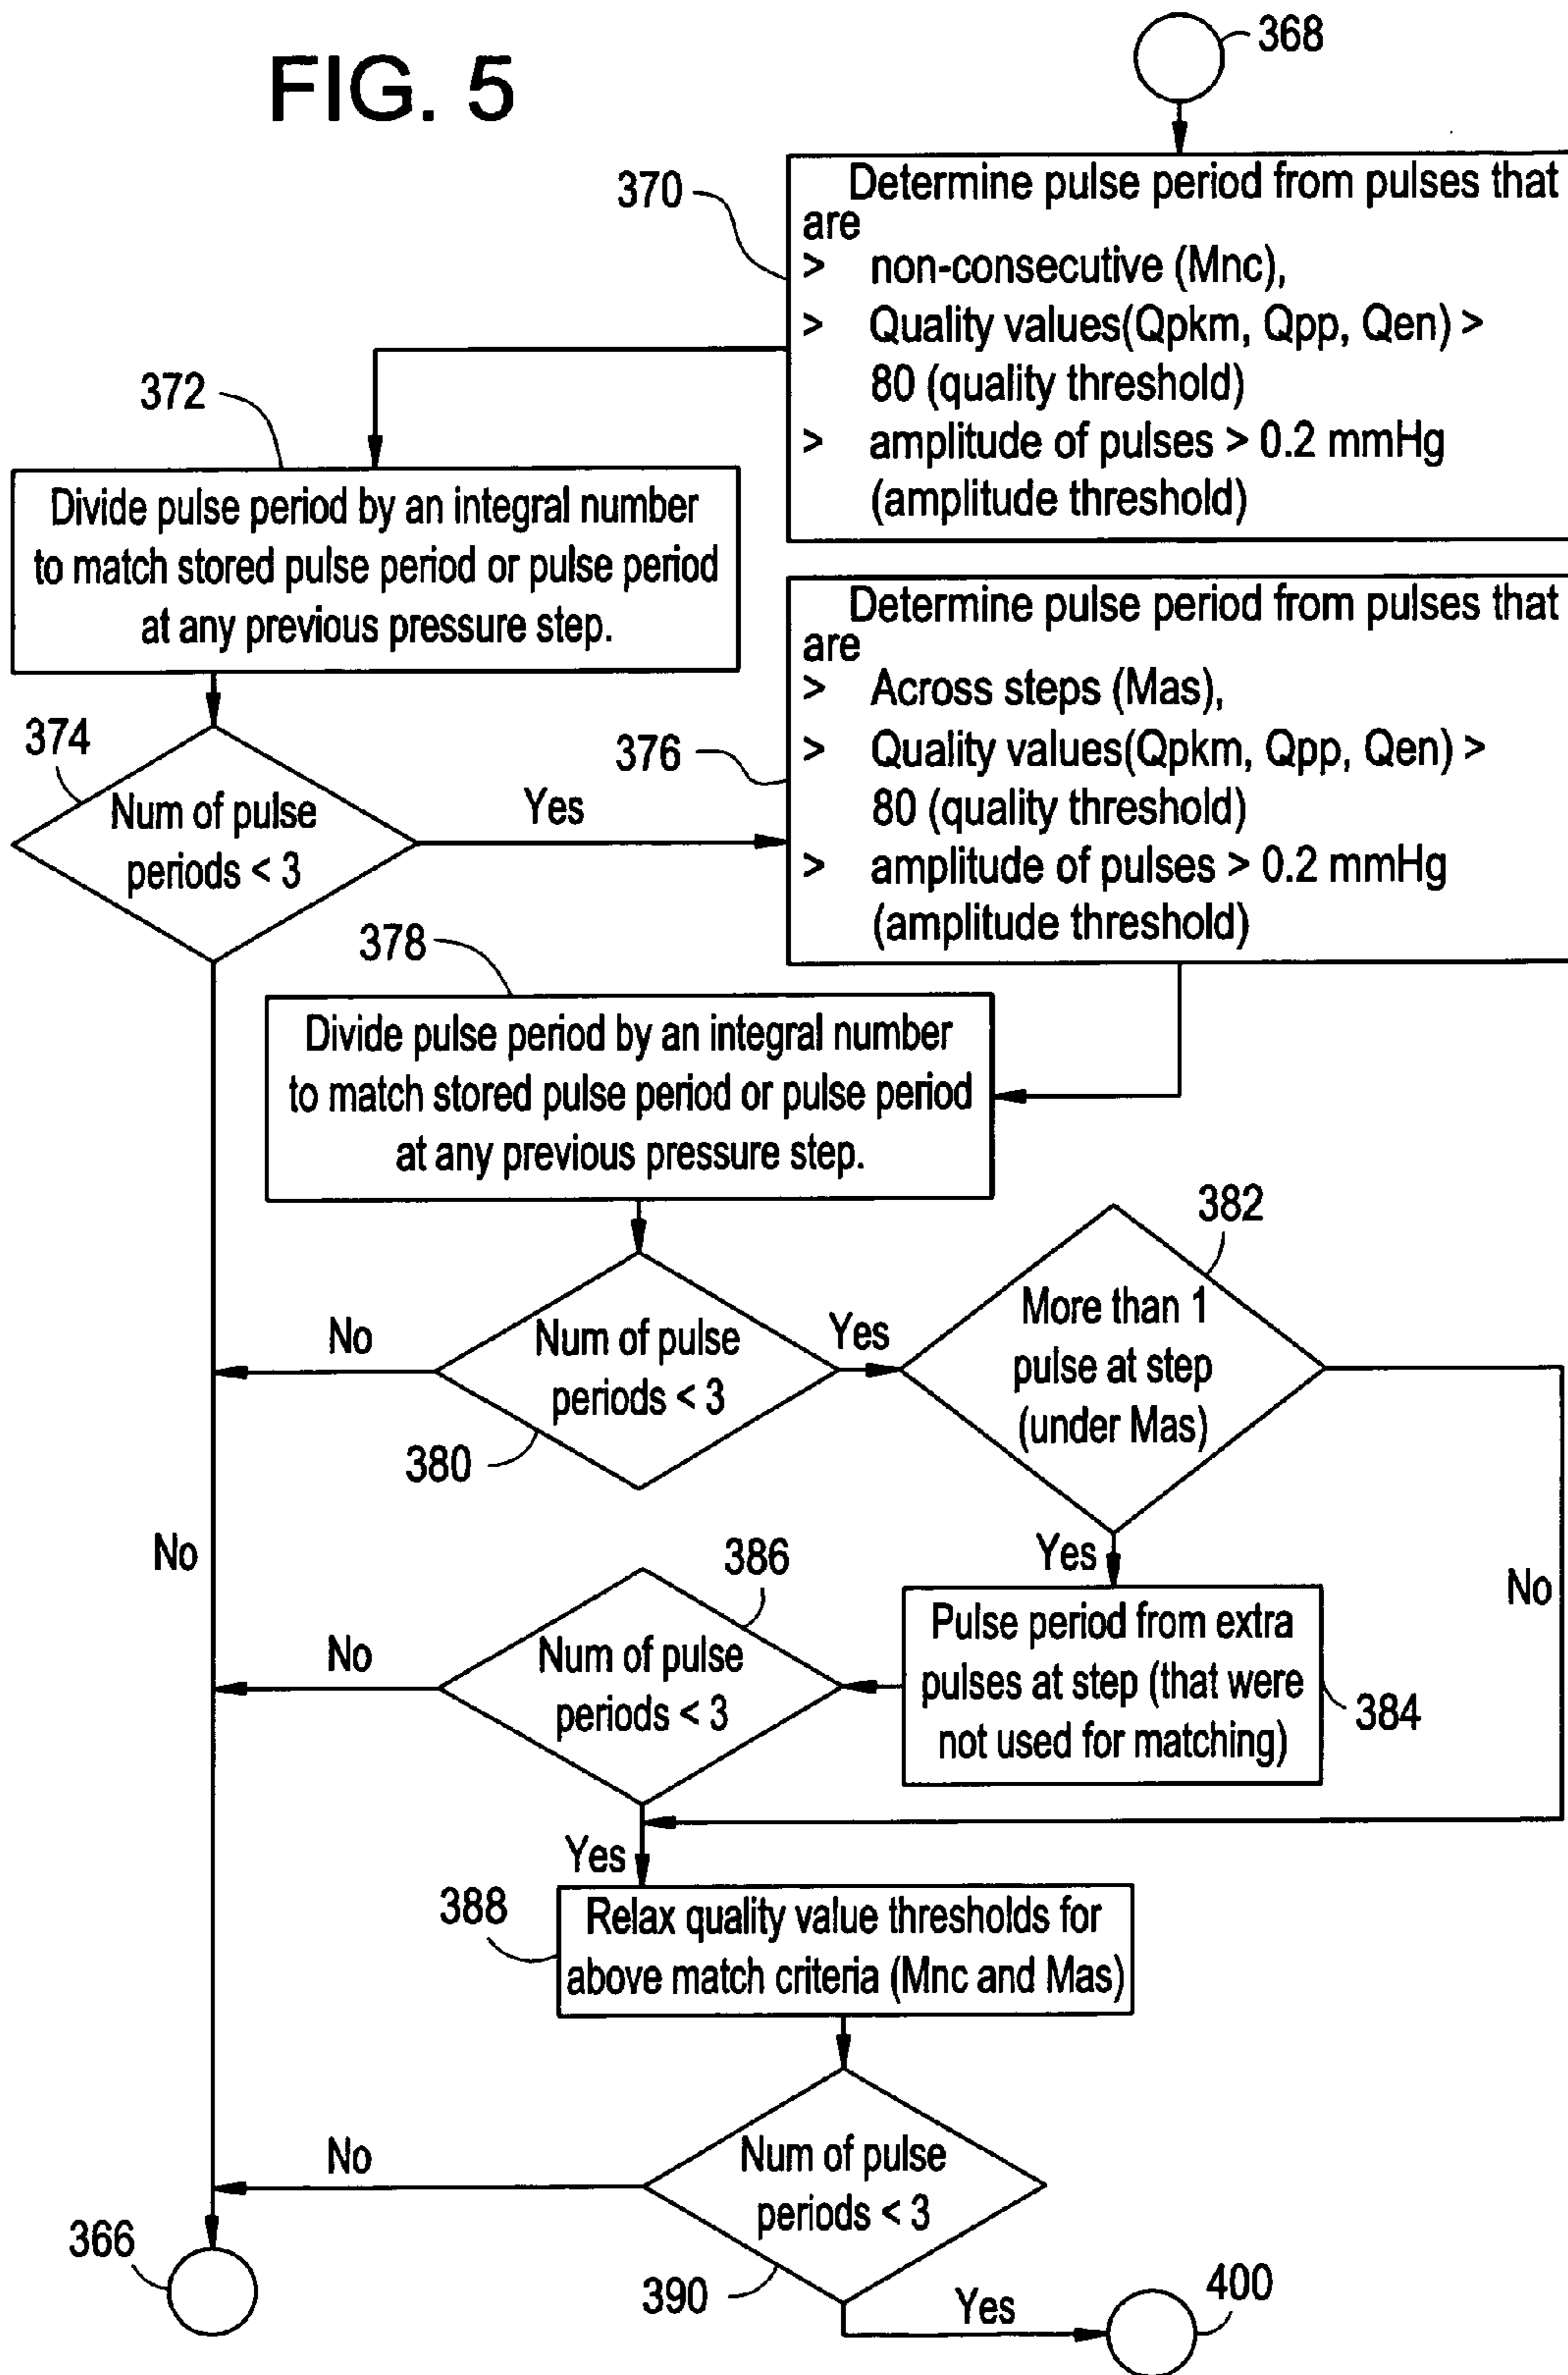 FIG. 5
368
370
Determine pulse period from pulses that
are
> non-consecutive (Mnc),
> Quality values(Qpkm, Qpp, Qen) >
80 (quality threshold)
> amplitude of pulses > 0.2 mmHg
(amplitude threshold)
372
Divide pulse period by an integral number
to match stored pulse period or pulse period
at any previous pressure step.
374
Num of pulse
periods < 3
Yes
376
Determine pulse period from pulses that
are
> Across steps (Mas),
> Quality values(Qpkm, Qpp, Qen) >
80 (quality threshold)
> amplitude of pulses > 0.2 mmHg
(amplitude threshold)
378
Divide pulse period by an integral number
to match stored pulse period or pulse period
at any previous pressure step.
No
Num of pulse
periods < 3
380
Yes
382
More than 1
pulse at step
(under Mas)
No
Yes
No
386
No
Num of pulse
periods < 3
Pulse period from extra
pulses at step (that were
not used for matching)
384
Yes
388
Relax quality value thresholds for
above match criteria (Mnc and Mas)
No
Num of pulse
periods < 3
366
390
Yes
400